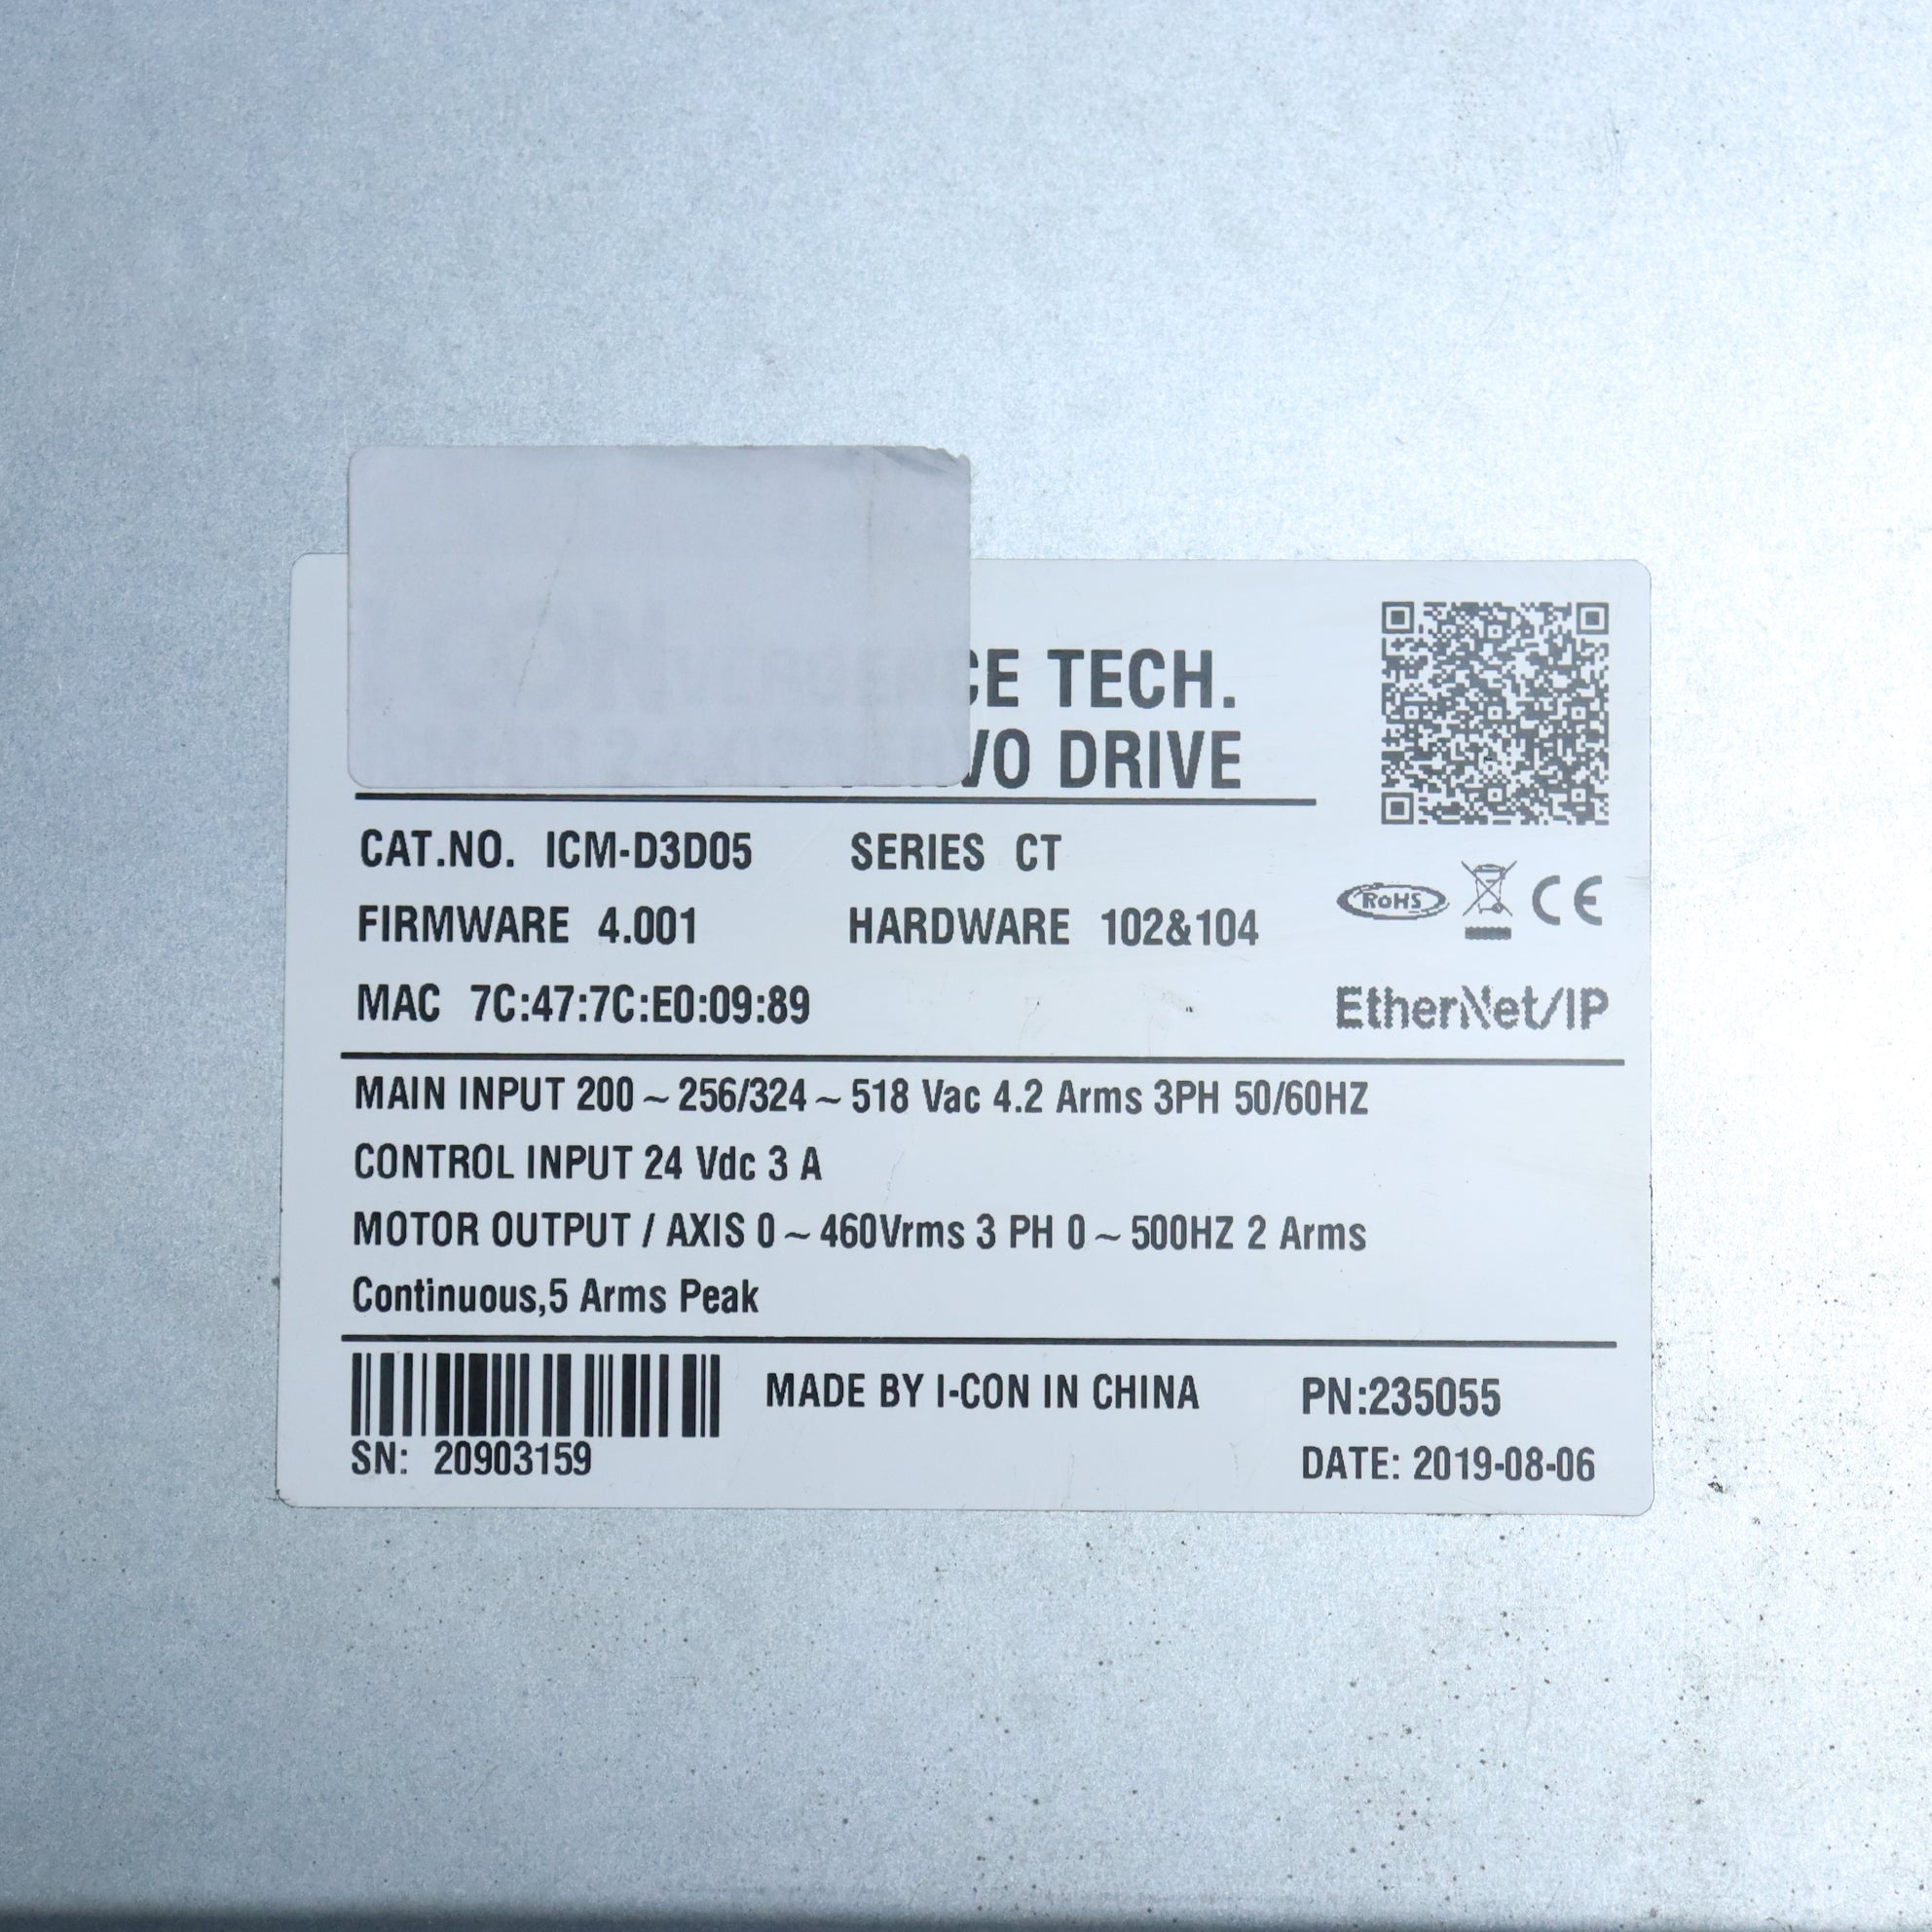 CE TECH.
VO DRIVE
CAT.NO. ICM-D3D05 SERIES CT
FIRMWARE 4.001 HARDWARE 102&104
RoHS CE
MAC 7C:47:7C:E0:09:89
EtherNet/IP
MAIN INPUT 200 ~ 256/324 ~ 518 Vac 4.2 Arms 3PH 50/60HZ
CONTROL INPUT 24 Vdc 3 A
MOTOR OUTPUT / AXIS 0 ~ 460Vrms 3 PH 0 ~ 500HZ 2 Arms
Continuous,5 Arms Peak
MADE BY I-CON IN CHINA PN:235055
SN: 20903159 DATE: 2019-08-06